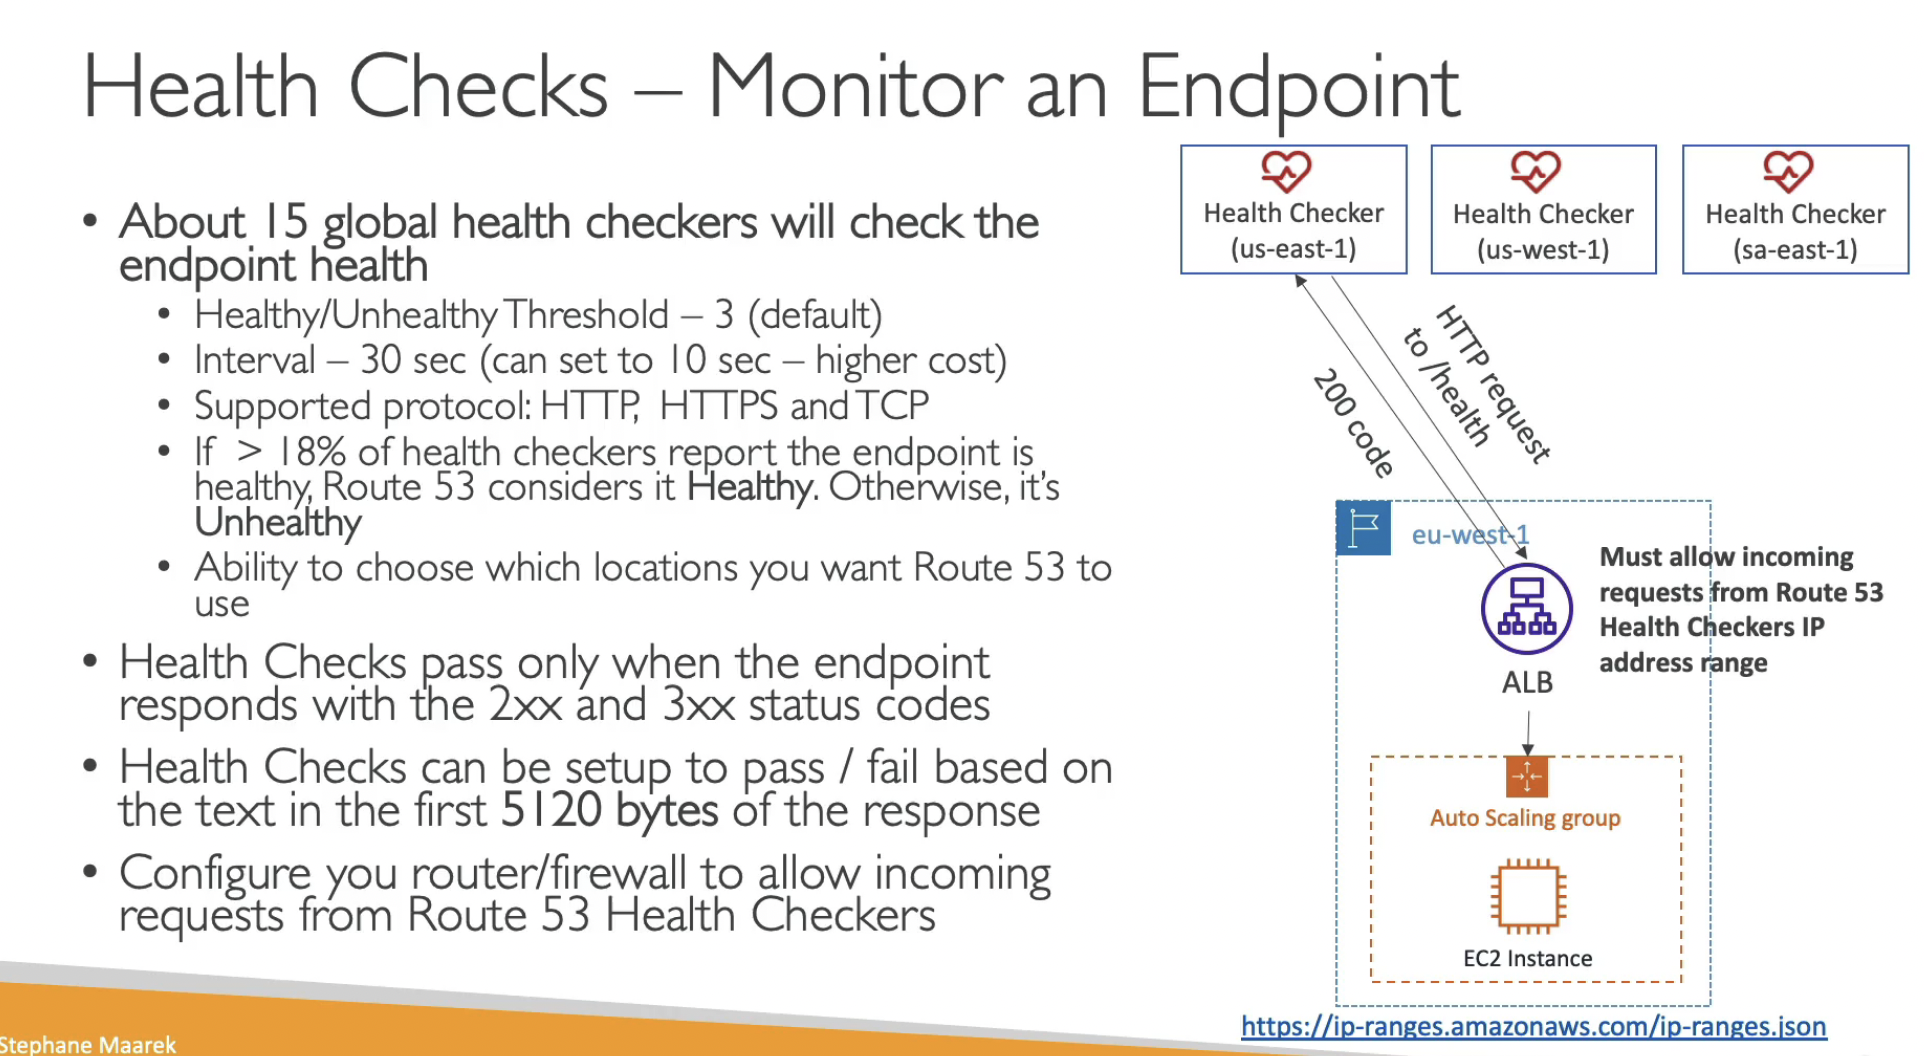 Health Checks – Monitor an Endpoint
• About 15 global health checkers will check the
endpoint health
• Healthy/Unhealthy Threshold – 3 (default)
• Interval – 30 sec (can set to 10 sec – higher cost)
• Supported protocol: HTTP, HTTPS and TCP
• If > 18% of health checkers report the endpoint is
healthy, Route 53 considers it Healthy. Otherwise, it's
Unhealthy
• Ability to choose which locations you want Route 53 to
use
• Health Checks pass only when the endpoint
responds with the 2xx and 3xx status codes
• Health Checks can be setup to pass / fail based on
the text in the first 5120 bytes of the response
• Configure you router/firewall to allow incoming
requests from Route 53 Health Checkers
Health Checker
(us-east-1)
Health Checker
(us-west-1)
Health Checker
(sa-east-1)
HTTP request
to /health
200 code
eu-west-1
Must allow incoming
requests from Route 53
Health Checkers IP
address range
ALB
Auto Scaling group
EC2 Instance
https://ip-ranges.amazonaws.com/ip-ranges.json
Stephane Maarek